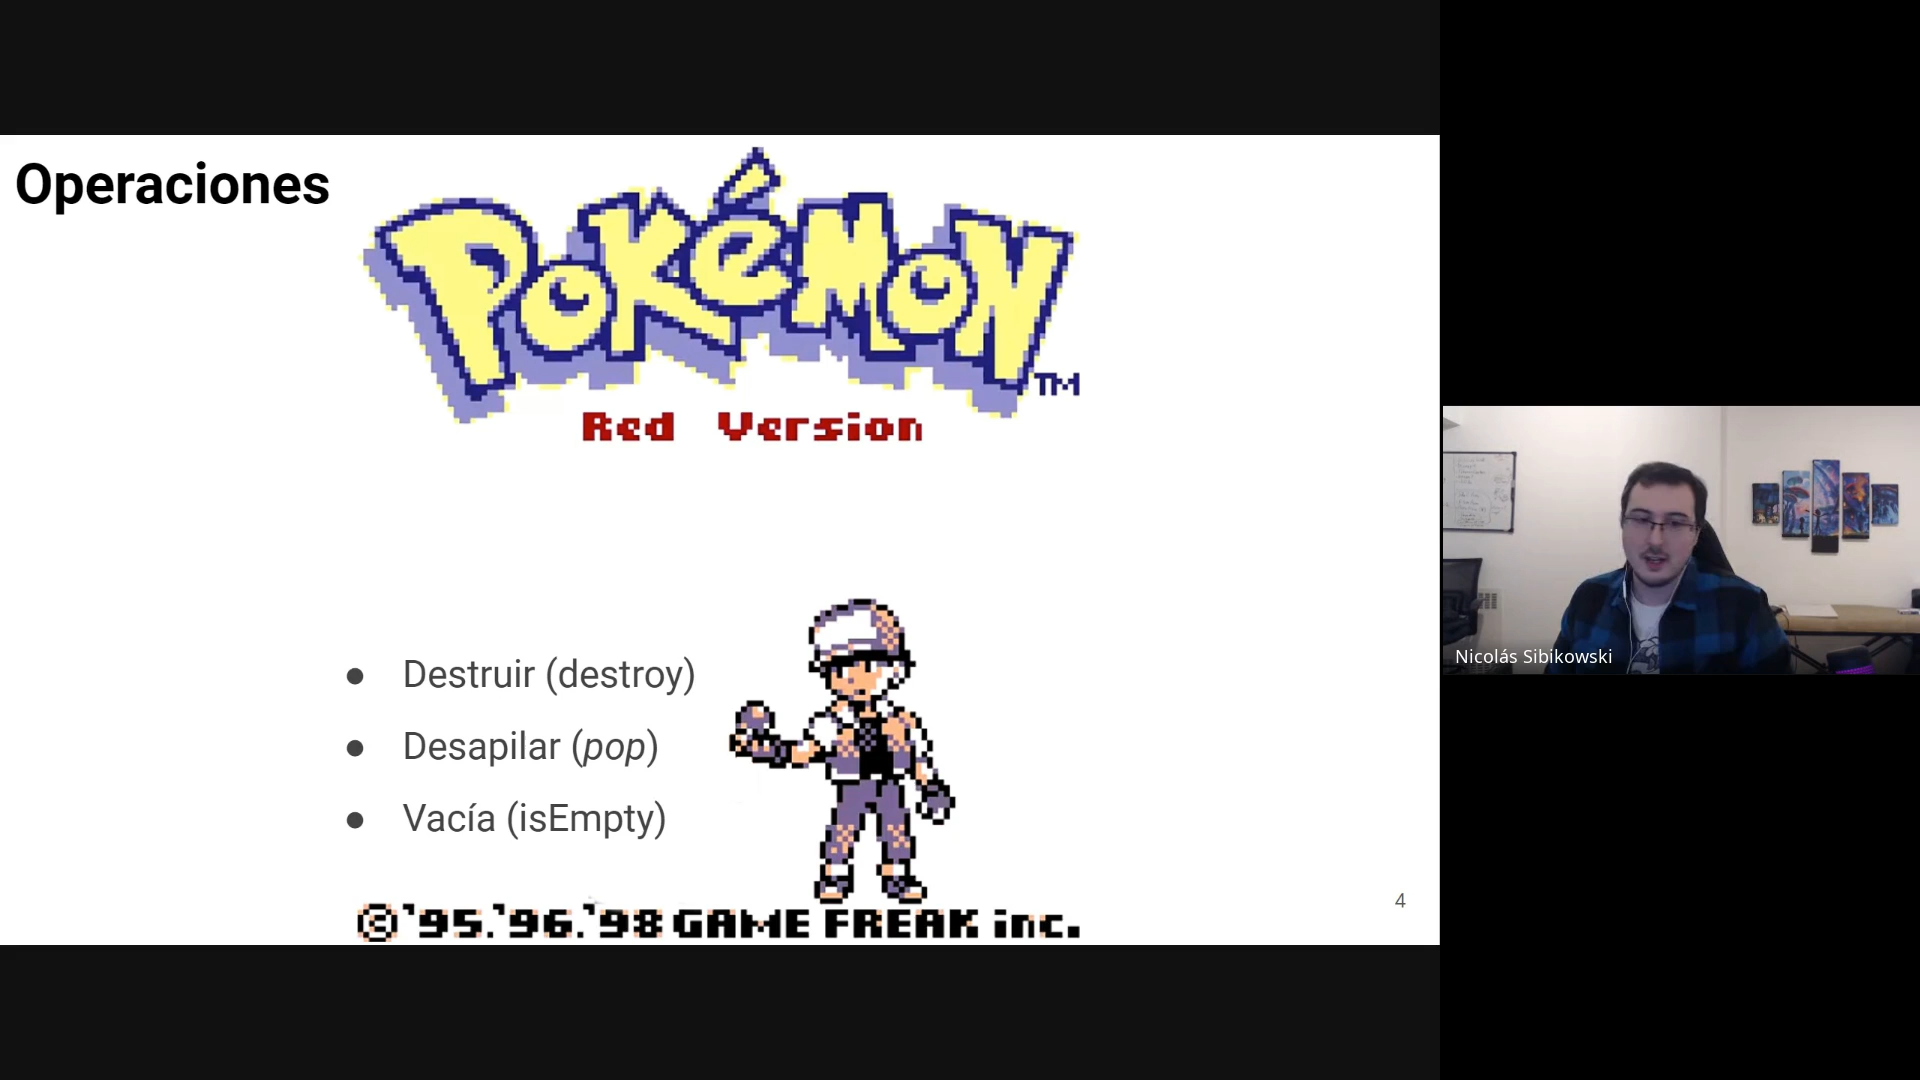 Operaciones
POKéMON
TM
Red Version
● Destruir (destroy)
● Desapilar (pop)
● Vacía (isEmpty)
4
©'95.'96.'98 GAME FREAK inc.
Nicolás Sibikowski